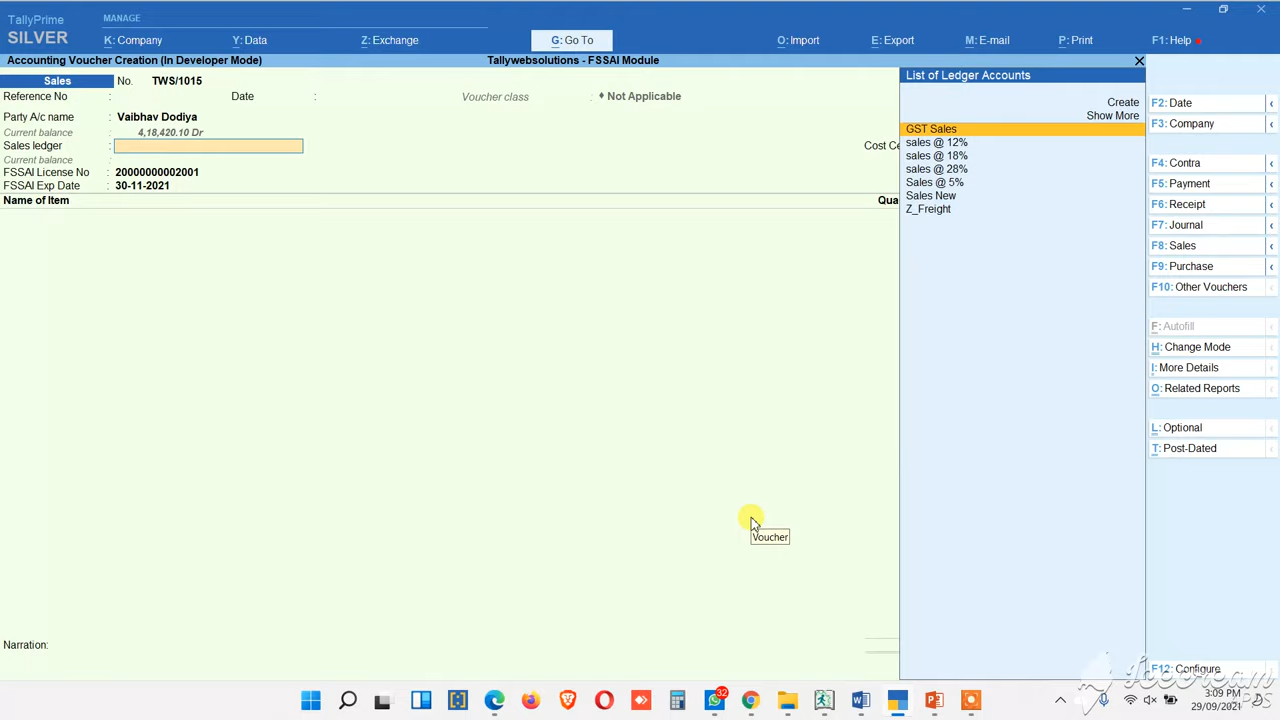 TallyPrime
SILVER
MANAGE
K: Company
Y: Data
Z: Exchange
G: Go To
O: Import
E: Export
M: E-mail
P: Print
F1: Help
Accounting Voucher Creation (In Developer Mode)
Tallywebsolutions - FSSAI Module
Sales No. TWS/1015
Reference No :
Date :
Voucher class : ♦ Not Applicable
Party A/c name : Vaibhav Dodiya
Current balance : 4,18,420.10 Dr
Sales ledger :
Cost Ce
Current balance :
FSSAI License No : 20000000002001
FSSAI Exp Date : 30-11-2021
Name of Item
Qua
Voucher
Narration:
List of Ledger Accounts
Create
Show More
GST Sales
sales @ 12%
sales @ 18%
sales @ 28%
Sales @ 5%
Sales New
Z_Freight
F2: Date
F3: Company
F4: Contra
F5: Payment
F6: Receipt
F7: Journal
F8: Sales
F9: Purchase
F10: Other Vouchers
F: Autofill
H: Change Mode
I: More Details
O: Related Reports
L: Optional
T: Post-Dated
F12: Configure
Icecream
APPS
32
3:09 PM
29/09/2021